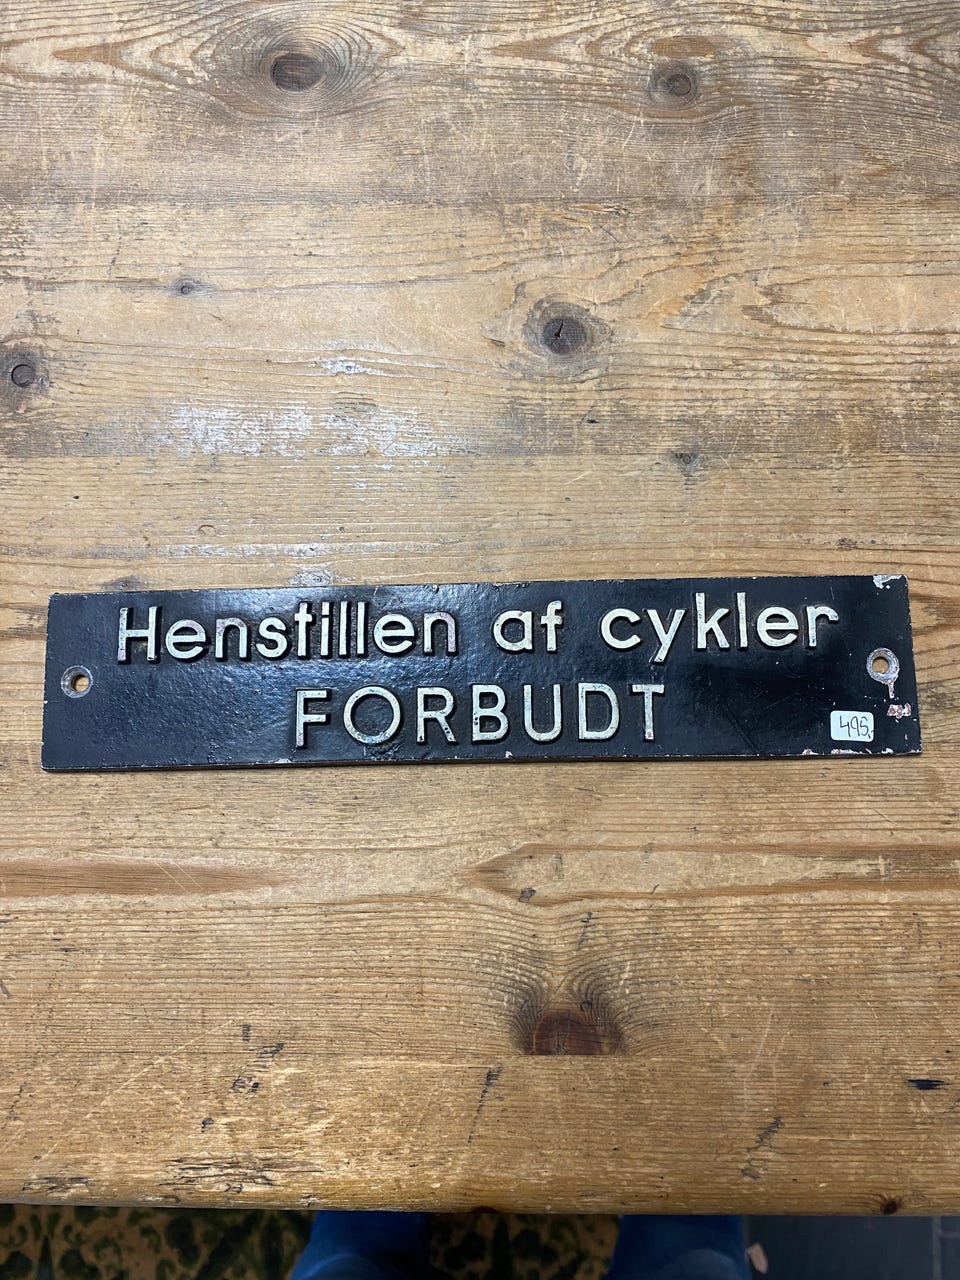 Henstillen af cykler
FORBUDT
495,-